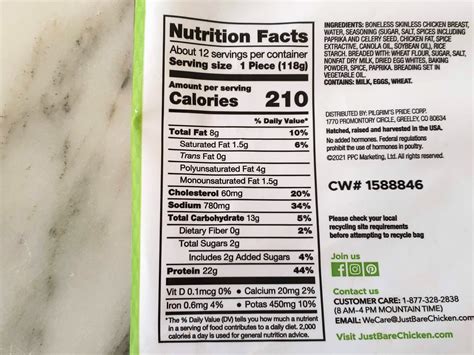 Nutrition Facts
About 12 servings per container
Serving size 1 Piece (118g)
Amount per serving
Calories 210
% Daily Value*
Total Fat 8g 10%
Saturated Fat 1.5g 6%
Trans Fat 0g
Polyunsaturated Fat 4g
Monounsaturated Fat 1.5g
Cholesterol 60mg 20%
Sodium 780mg 34%
Total Carbohydrate 13g 5%
Dietary Fiber 0g 2%
Total Sugars 2g
Includes 2g Added Sugars 4%
Protein 22g 44%
Vit D 0.1mcg 0% • Calcium 20mg 2%
Iron 0.6mg 4% • Potas 450mg 10%
*The % Daily Value (DV) tells you how much a nutrient
in a serving of food contributes to a daily diet. 2,000
calories a day is used for general nutrition advice.
INGREDIENTS: BONELESS SKINLESS CHICKEN BREAST,
WATER, SEASONING (SUGAR, SALT, SPICES INCLUDING
PAPRIKA AND CELERY SEED, CHICKEN FAT, SPICE
EXTRACTIVE, CANOLA OIL, SOYBEAN OIL), RICE
STARCH. BREADED WITH: WHEAT FLOUR, SUGAR, SALT,
NONFAT DRY MILK, DRIED EGG WHITES, BAKING
POWDER, SPICE, PAPRIKA. BREADING SET IN
VEGETABLE OIL.
CONTAINS: MILK, EGGS, WHEAT.
DISTRIBUTED BY: PILGRIM'S PRIDE CORP.
1770 PROMONTORY CIRCLE, GREELEY, CO 80634
Hatched, raised and harvested in the USA.
No added hormones. Federal regulations
prohibit the use of hormones in poultry.
©2021 PPC Marketing, Ltd. All rights reserved.
CW# 1588846
Please check your local
recycling site requirements
before attempting to recycle bag
Join us
Contact us
CUSTOMER CARE: 1-877-328-2838
(8 AM-4 PM MOUNTAIN TIME)
EMAIL: WeCare@JustBareChicken.com
Visit JustBareChicken.com